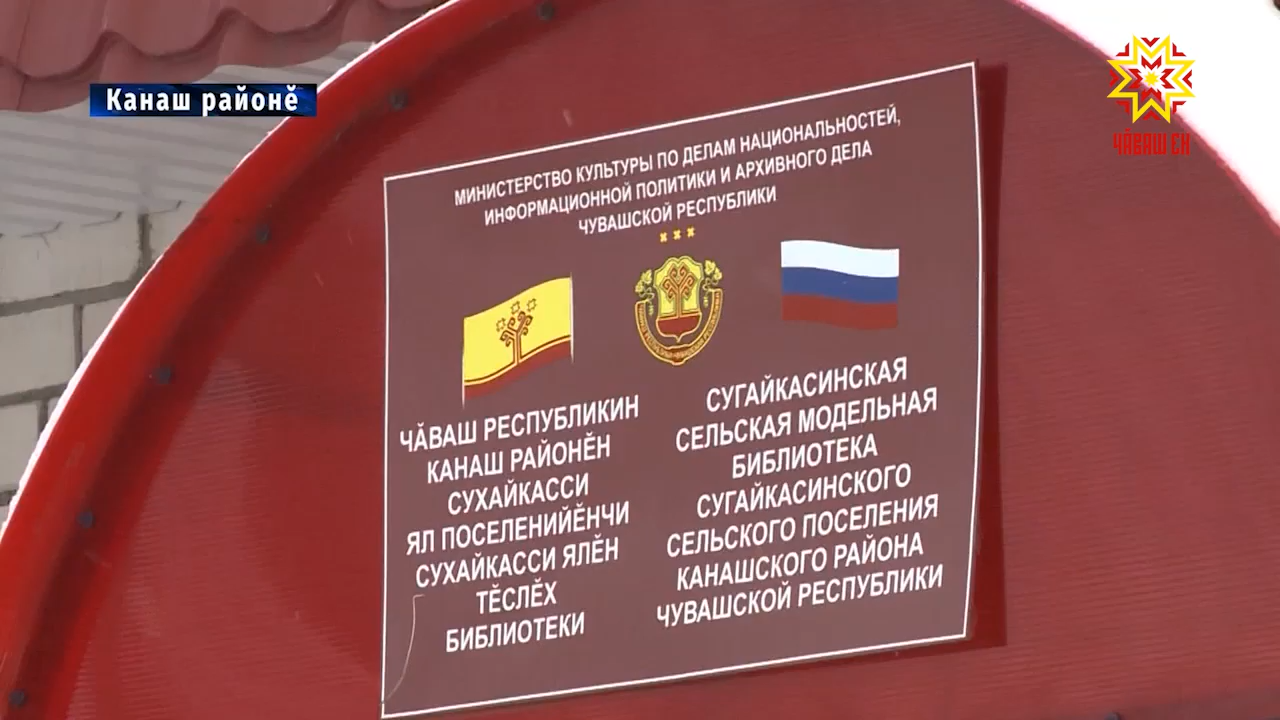 Канаш районӗ
ЧӐВАШ ЕН
МИНИСТЕРСТВО КУЛЬТУРЫ ПО ДЕЛАМ НАЦИОНАЛЬНОСТЕЙ,
ИНФОРМАЦИОННОЙ ПОЛИТИКИ И АРХИВНОГО ДЕЛА
ЧУВАШСКОЙ РЕСПУБЛИКИ
ЧӐВАШ РЕСПУБЛИКИН
КАНАШ РАЙОНӖН
СУХАЙКАССИ
ЯЛ ПОСЕЛЕНИЙӖНЧИ
СУХАЙКАССИ ЯЛӖН
ТӖСЛӖХ
БИБЛИОТЕКИ
СУГАЙКАСИНСКАЯ
СЕЛЬСКАЯ МОДЕЛЬНАЯ
БИБЛИОТЕКА
СУГАЙКАСИНСКОГО
СЕЛЬСКОГО ПОСЕЛЕНИЯ
КАНАШСКОГО РАЙОНА
ЧУВАШСКОЙ РЕСПУБЛИКИ